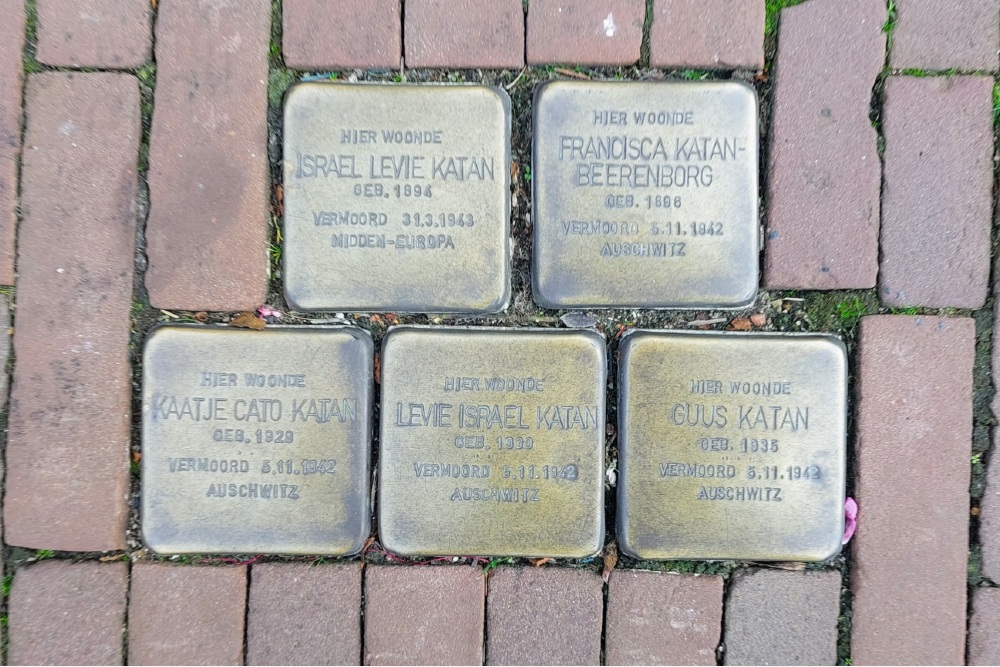 HIER WOONDE
ISRAEL LEVIE KATAN
GEB. 1894
VERMOORD 31.3.1943
MIDDEN-EUROPA
HIER WOONDE
FRANCISCA KATAN-
BEERENBORG
GEB. 1896
VERMOORD 5.11.1942
AUSCHWITZ
HIER WOONDE
KAATJE CATO KATAN
GEB. 1929
VERMOORD 5.11.1942
AUSCHWITZ
HIER WOONDE
LEVIE ISRAEL KATAN
GEB. 1930
VERMOORD 5.11.1942
AUSCHWITZ
HIER WOONDE
GUUS KATAN
GEB. 1935
VERMOORD 5.11.1942
AUSCHWITZ